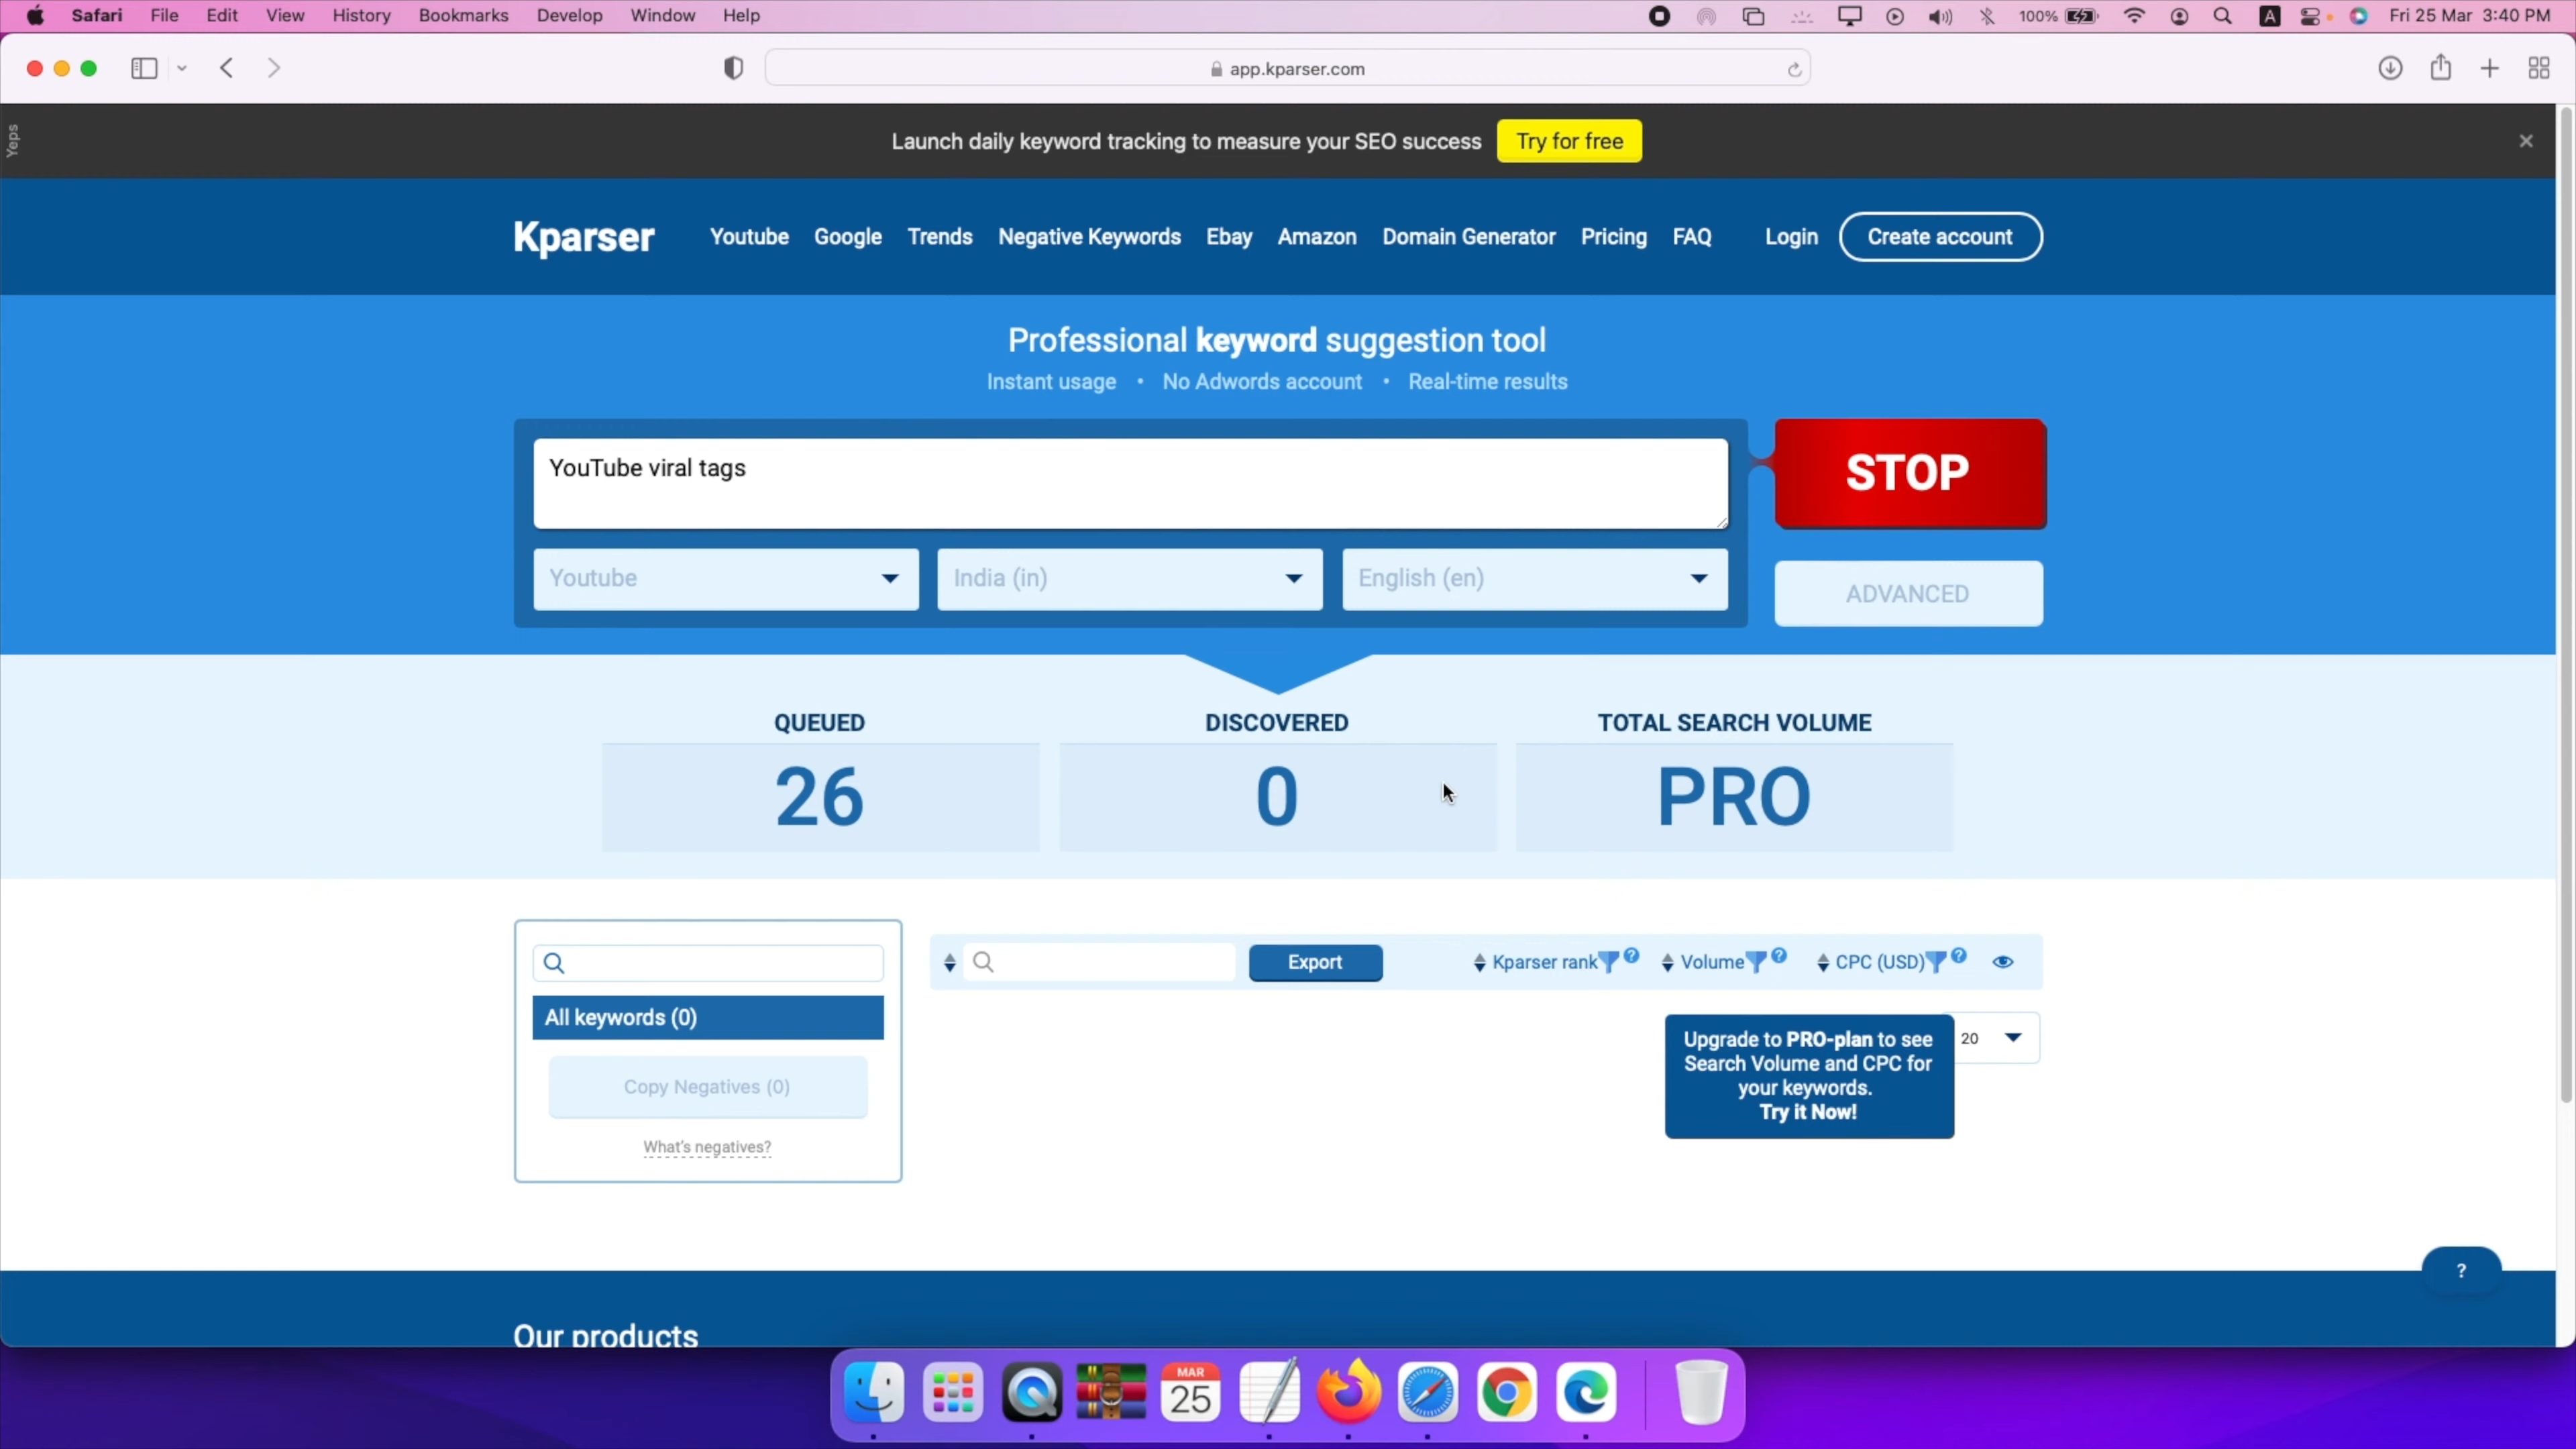 Safari File Edit View History Bookmarks Develop Window Help
100% A Fri 25 Mar 3:40 PM
app.kparser.com
Yeps
Launch daily keyword tracking to measure your SEO success Try for free
Kparser Youtube Google Trends Negative Keywords Ebay Amazon Domain Generator Pricing FAQ Login Create account
Professional keyword suggestion tool
Instant usage • No Adwords account • Real-time results
YouTube viral tags
STOP
Youtube India (in) English (en)
ADVANCED
QUEUED DISCOVERED TOTAL SEARCH VOLUME
26 0 PRO
Export Kparser rank ? Volume ? CPC (USD) ?
All keywords (0)
Copy Negatives (0)
What's negatives?
Upgrade to PRO-plan to see
Search Volume and CPC for
your keywords.
Try it Now!
20
?
Our products
MAR
25